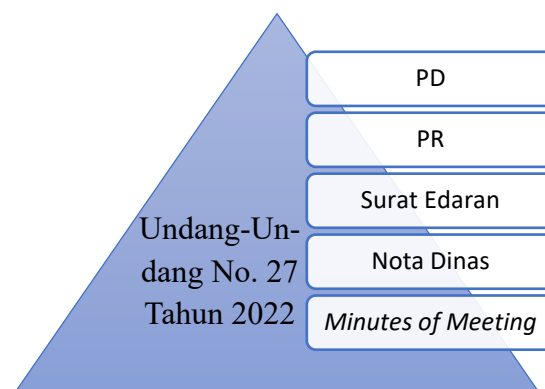 PD
PR
Surat Edaran
Nota Dinas
Minutes of Meeting
Undang-Un-
dang No. 27
Tahun 2022